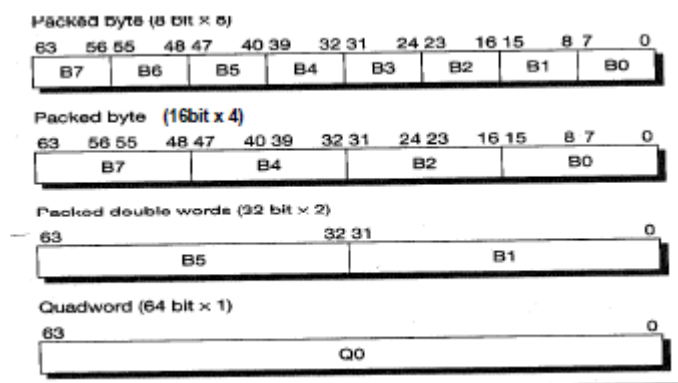 Packed byte (8 bit × 8)
63 56 55 48 47 40 39 32 31 24 23 16 15 8 7 0
B7 B6 B5 B4 B3 B2 B1 B0
Packed byte (16bit x 4)
63 56 55 48 47 40 39 32 31 24 23 16 15 8 7 0
B7 B4 B2 B0
Packed double words (32 bit × 2)
63 32 31 0
B5 B1
Quadword (64 bit × 1)
63 0
Q0